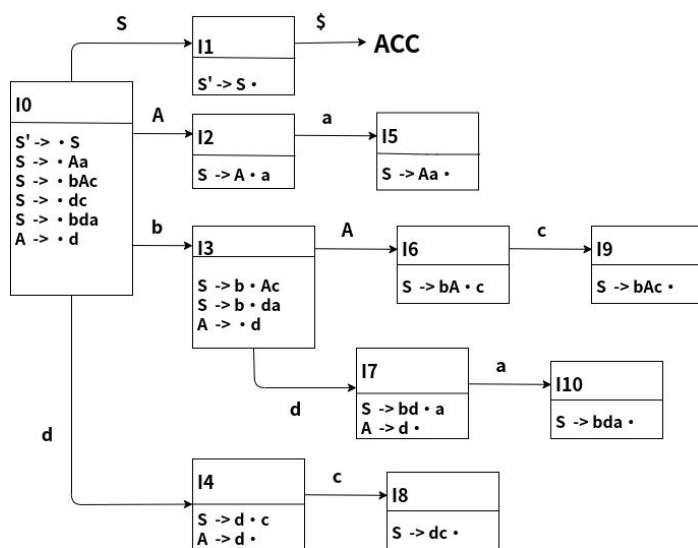 S
$
I1
ACC
S' -> S •
I0
S' -> • S
S -> • Aa
S -> • bAc
S -> • dc
S -> • bda
A -> • d
A
I2
S -> A • a
a
I5
S -> Aa •
b
I3
S -> b • Ac
S -> b • da
A -> • d
A
I6
S -> bA • c
c
I9
S -> bAc •
d
I7
S -> bd • a
A -> d •
a
I10
S -> bda •
d
I4
S -> d • c
A -> d •
c
I8
S -> dc •